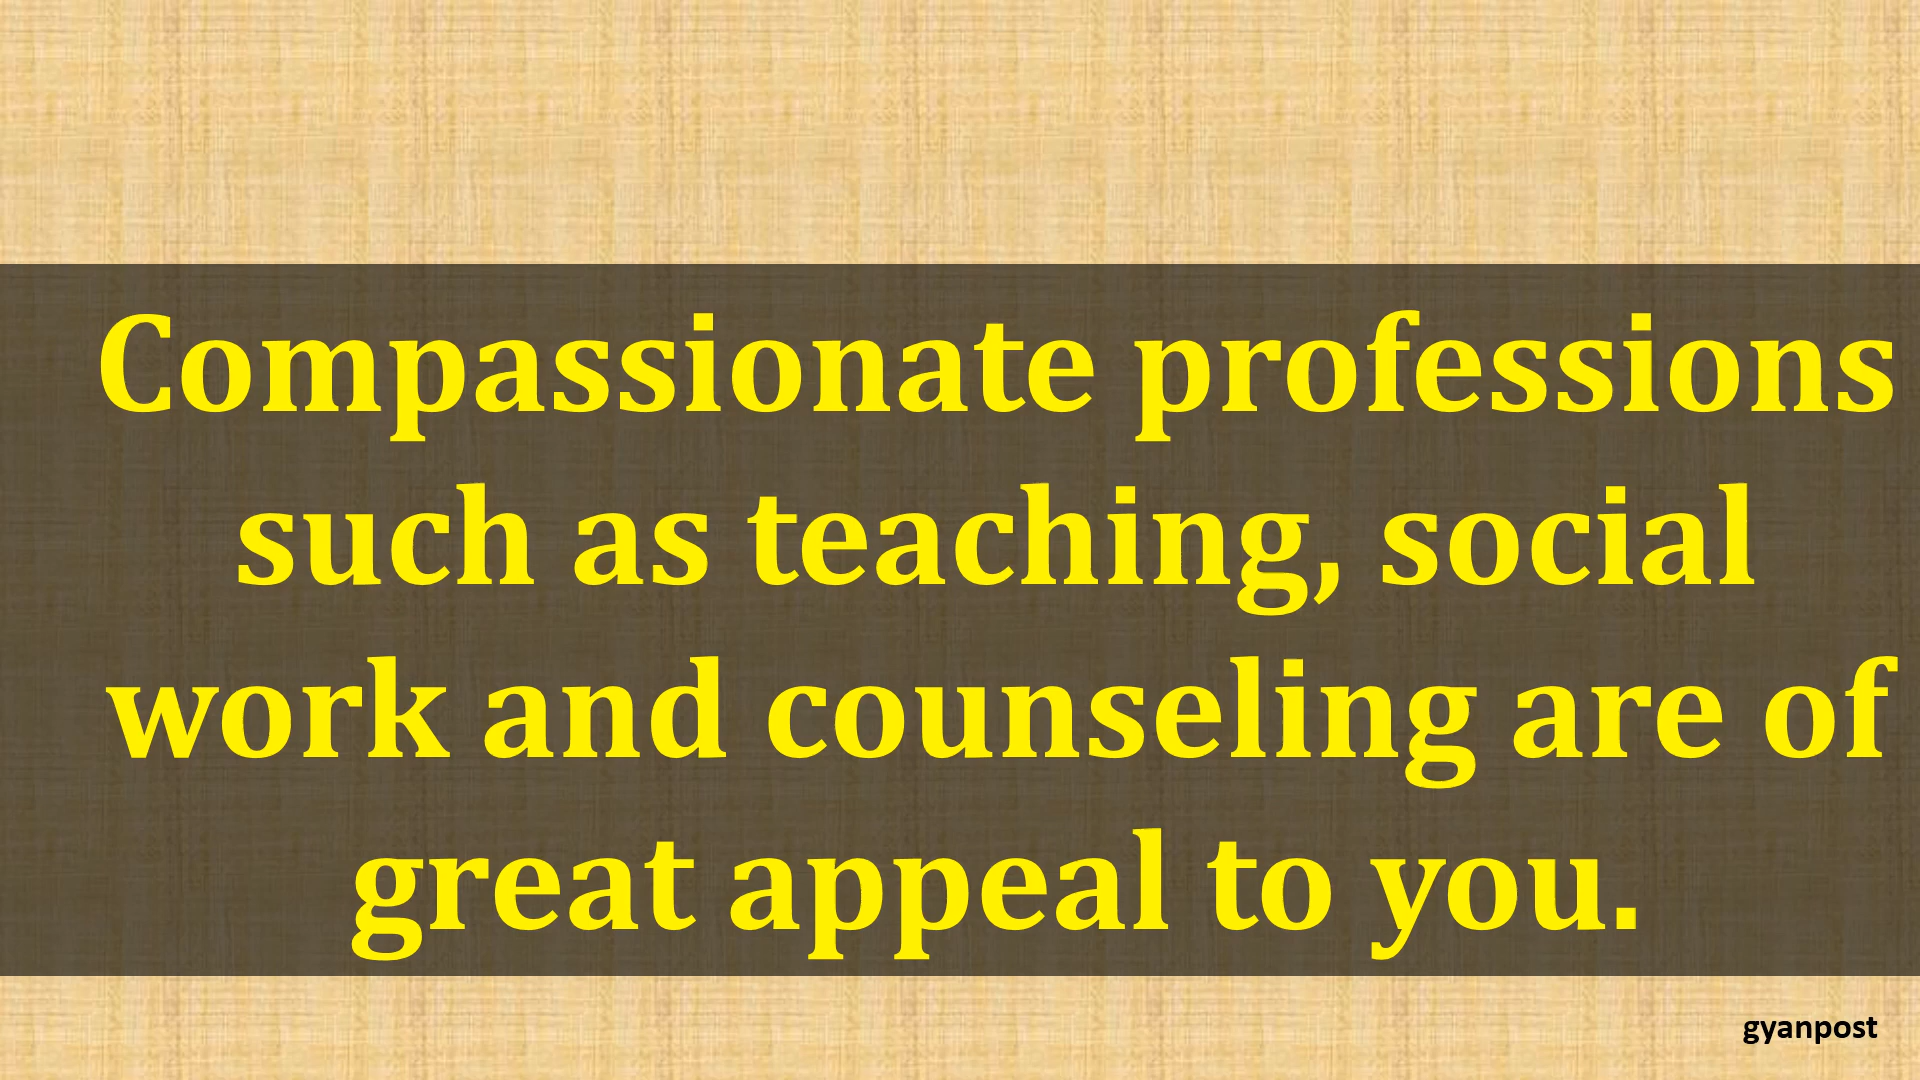 Compassionate professions
such as teaching, social
work and counseling are of
great appeal to you.
gyanpost